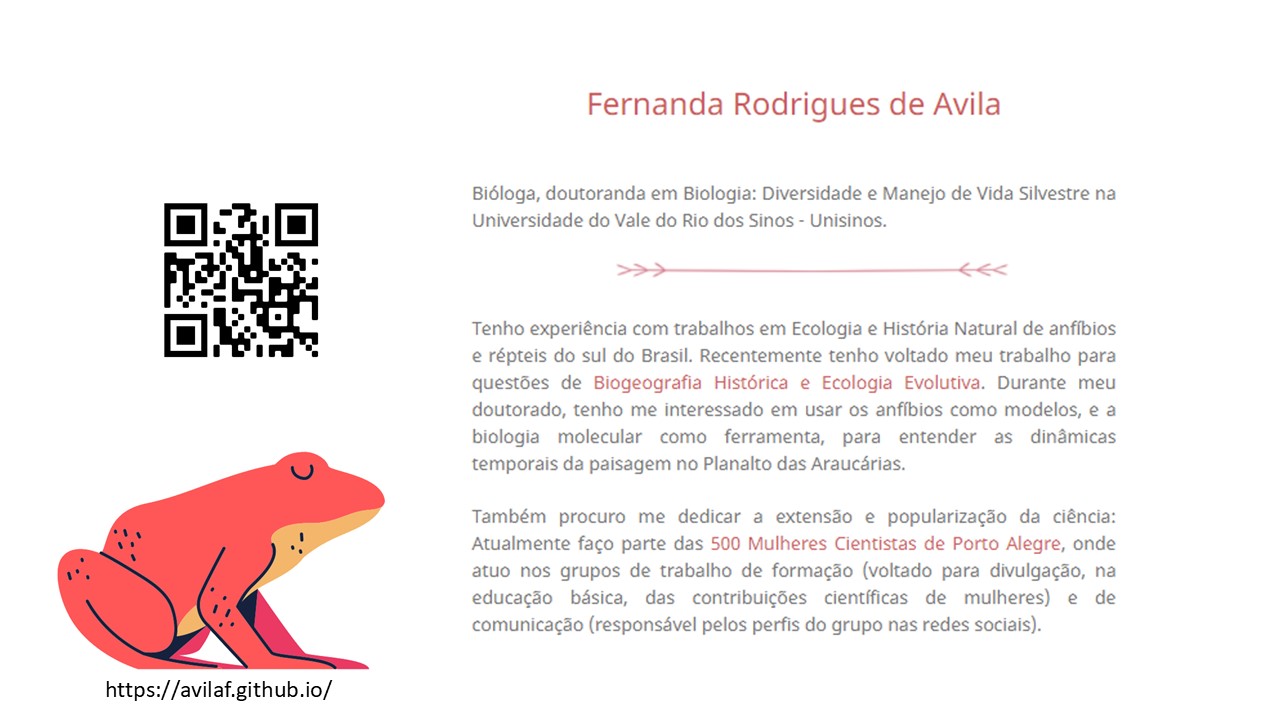 Fernanda Rodrigues de Avila
Bióloga, doutoranda em Biologia: Diversidade e Manejo de Vida Silvestre na
Universidade do Vale do Rio dos Sinos - Unisinos.
Tenho experiência com trabalhos em Ecologia e História Natural de anfíbios
e répteis do sul do Brasil. Recentemente tenho voltado meu trabalho para
questões de Biogeografia Histórica e Ecologia Evolutiva. Durante meu
doutorado, tenho me interessado em usar os anfíbios como modelos, e a
biologia molecular como ferramenta, para entender as dinâmicas
temporais da paisagem no Planalto das Araucárias.
Também procuro me dedicar a extensão e popularização da ciência:
Atualmente faço parte das 500 Mulheres Cientistas de Porto Alegre, onde
atuo nos grupos de trabalho de formação (voltado para divulgação, na
educação básica, das contribuições científicas de mulheres) e de
comunicação (responsável pelos perfis do grupo nas redes sociais).
https://avilaf.github.io/